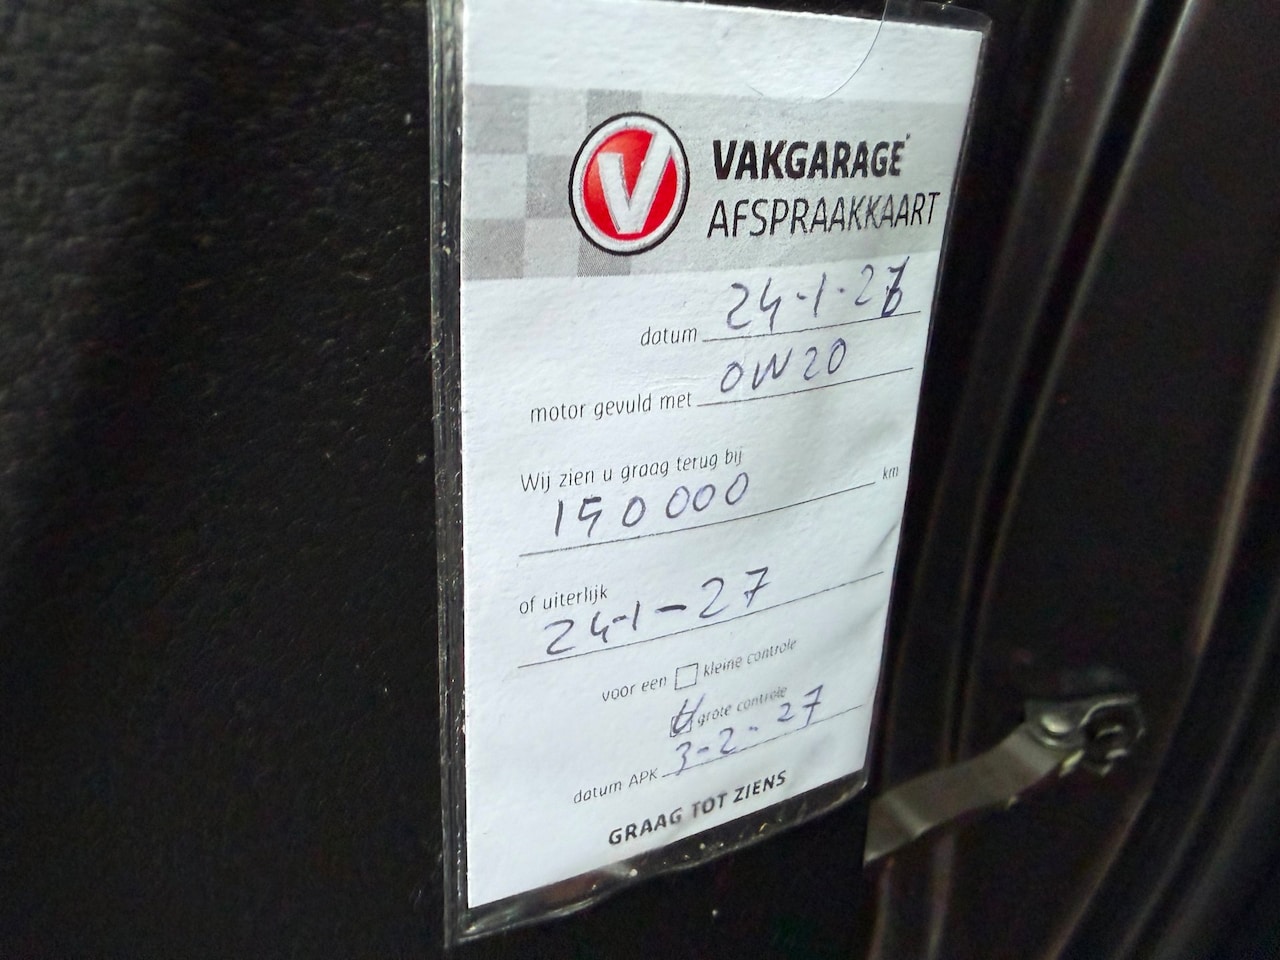 VAKGARAGE
AFSPRAAKKAART
datum 24-1-26
motor gevuld met 0W20
Wij zien u graag terug bij
150000 km
of uiterlijk
24-1-27
voor een kleine controle
grote controle
datum APK 3-2-27
GRAAG TOT ZIENS